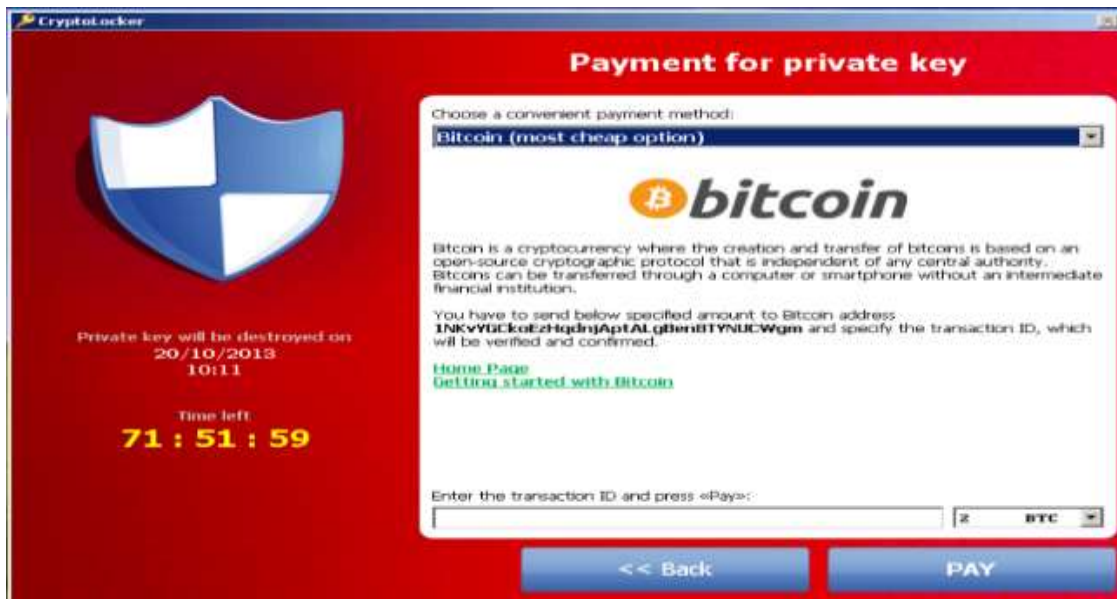 CryptoLocker
Payment for private key
Choose a convenient payment method:
Bitcoin (most cheap option)
bitcoin
Bitcoin is a cryptocurrency where the creation and transfer of bitcoins is based on an
open-source cryptographic protocol that is independent of any central authority.
Bitcoins can be transferred through a computer or smartphone without an intermediate
financial institution.
You have to send below specified amount to Bitcoin address
and specify the transaction ID, which
will be verified and confirmed.
Home Page
Getting started with Bitcoin
Private key will be destroyed on
20/10/2013
10:11
Time left
71 : 51 : 59
Enter the transaction ID and press «Pay»:
2 BTC
<< Back
PAY